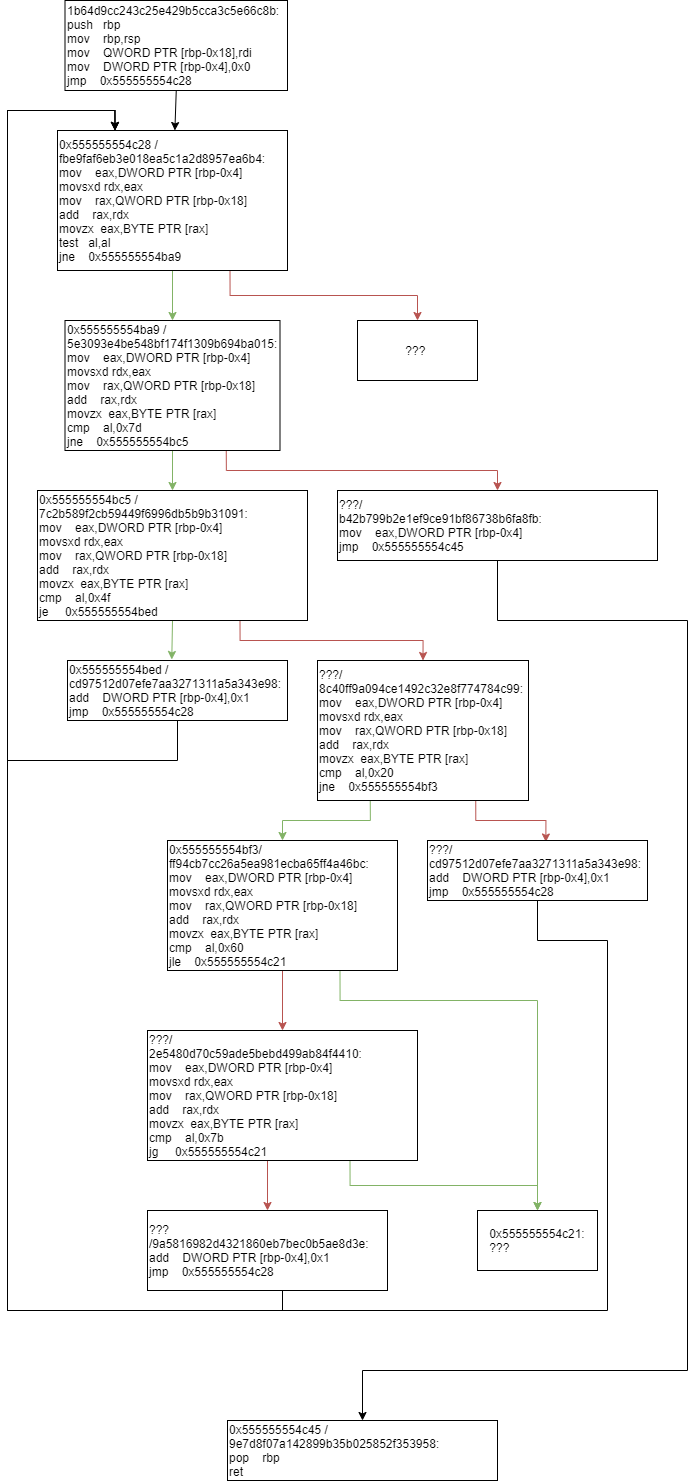 1b64d9cc243c25e429b5cca3c5e66c8b:
push rbp
mov rbp,rsp
mov QWORD PTR [rbp-0x18],rdi
mov DWORD PTR [rbp-0x4],0x0
jmp 0x555555554c28
0x555555554c28 /
fbe9faf6eb3e018ea5c1a2d8957ea6b4:
mov eax,DWORD PTR [rbp-0x4]
movsxd rdx,eax
mov rax,QWORD PTR [rbp-0x18]
add rax,rdx
movzx eax,BYTE PTR [rax]
test al,al
jne 0x555555554ba9
0x555555554ba9 /
5e3093e4be548bf174f1309b694ba015:
mov eax,DWORD PTR [rbp-0x4]
movsxd rdx,eax
mov rax,QWORD PTR [rbp-0x18]
add rax,rdx
movzx eax,BYTE PTR [rax]
cmp al,0x7d
jne 0x555555554bc5
???
0x555555554bc5 /
7c2b589f2cb59449f6996db5b9b31091:
mov eax,DWORD PTR [rbp-0x4]
movsxd rdx,eax
mov rax,QWORD PTR [rbp-0x18]
add rax,rdx
movzx eax,BYTE PTR [rax]
cmp al,0x4f
je 0x555555554bed
???/
b42b799b2e1ef9ce91bf86738b6fa8fb:
mov eax,DWORD PTR [rbp-0x4]
jmp 0x555555554c45
0x555555554bed /
cd97512d07efe7aa3271311a5a343e98:
add DWORD PTR [rbp-0x4],0x1
jmp 0x555555554c28
???/
8c40ff9a094ce1492c32e8f774784c99:
mov eax,DWORD PTR [rbp-0x4]
movsxd rdx,eax
mov rax,QWORD PTR [rbp-0x18]
add rax,rdx
movzx eax,BYTE PTR [rax]
cmp al,0x20
jne 0x555555554bf3
0x555555554bf3/
ff94cb7cc26a5ea981ecba65ff4a46bc:
mov eax,DWORD PTR [rbp-0x4]
movsxd rdx,eax
mov rax,QWORD PTR [rbp-0x18]
add rax,rdx
movzx eax,BYTE PTR [rax]
cmp al,0x60
jle 0x555555554c21
???/
cd97512d07efe7aa3271311a5a343e98:
add DWORD PTR [rbp-0x4],0x1
jmp 0x555555554c28
???/
2e5480d70c59ade5bebd499ab84f4410:
mov eax,DWORD PTR [rbp-0x4]
movsxd rdx,eax
mov rax,QWORD PTR [rbp-0x18]
add rax,rdx
movzx eax,BYTE PTR [rax]
cmp al,0x7b
jg 0x555555554c21
???
/9a5816982d4321860eb7bec0b5ae8d3e:
add DWORD PTR [rbp-0x4],0x1
jmp 0x555555554c28
0x555555554c21:
???
0x555555554c45 /
9e7d8f07a142899b35b025852f353958:
pop rbp
ret